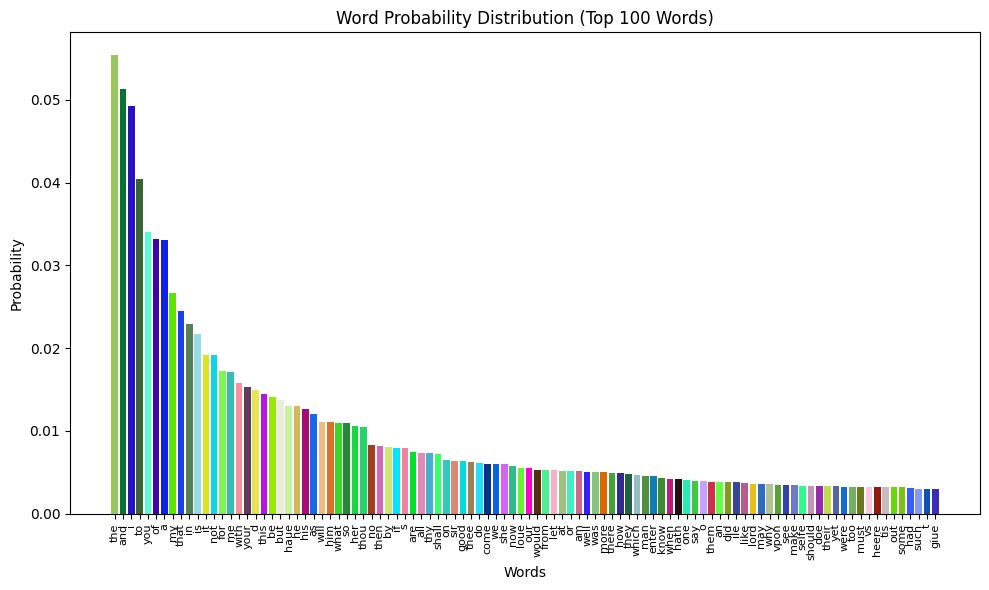 Word Probability Distribution (Top 100 Words)
Probability
0.05
0.04
0.03
0.02
0.01
0.00
the and i to you of a my that in is it not for me with your d this be but haue he his as will him what so her thou no then by if s are all thy shall on sir good thee do come we she now loue our would from let at or am well was more there how they which man enter know when hath one say o them an did ile like lord may why vpon see make selfe should doe their yet were too must vs heere tis out some had such t giue
Words